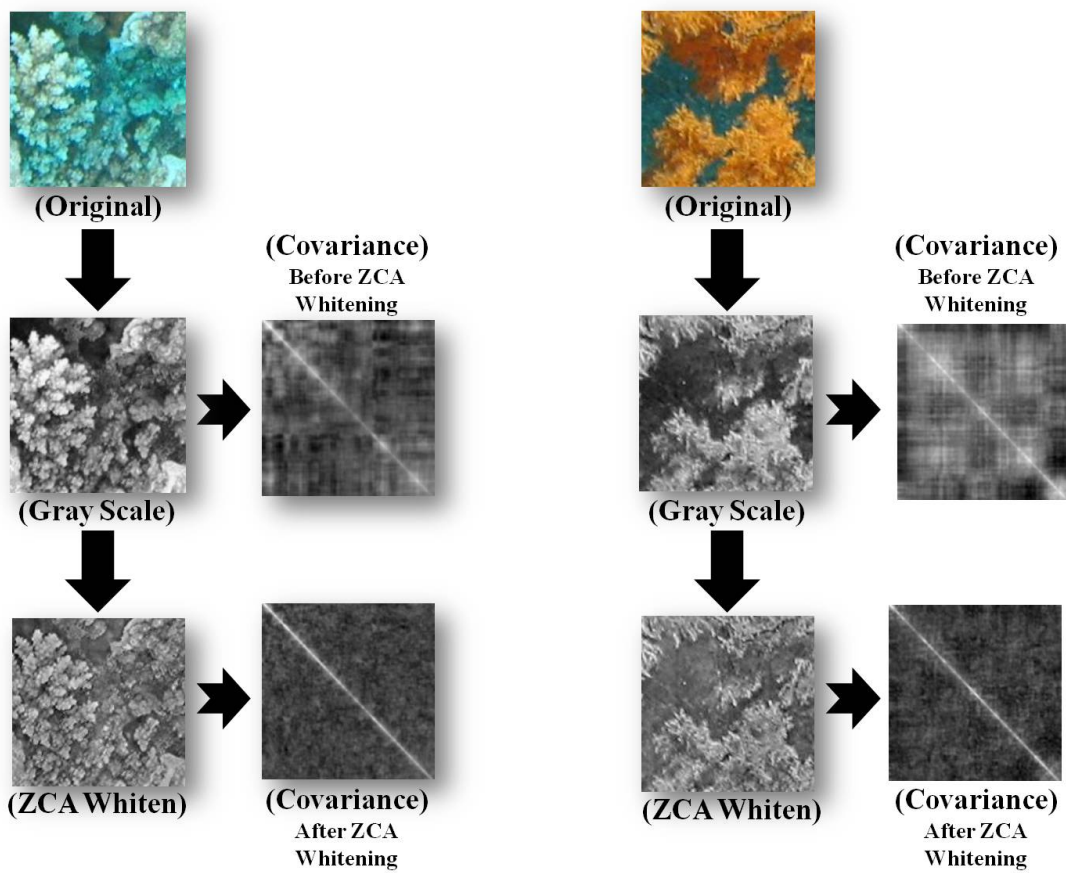 (Original)
(Covariance)
Before ZCA
Whitening
(Gray Scale)
(ZCA Whiten)
(Covariance)
After ZCA
Whitening
(Original)
(Covariance)
Before ZCA
Whitening
(Gray Scale)
(ZCA Whiten)
(Covariance)
After ZCA
Whitening